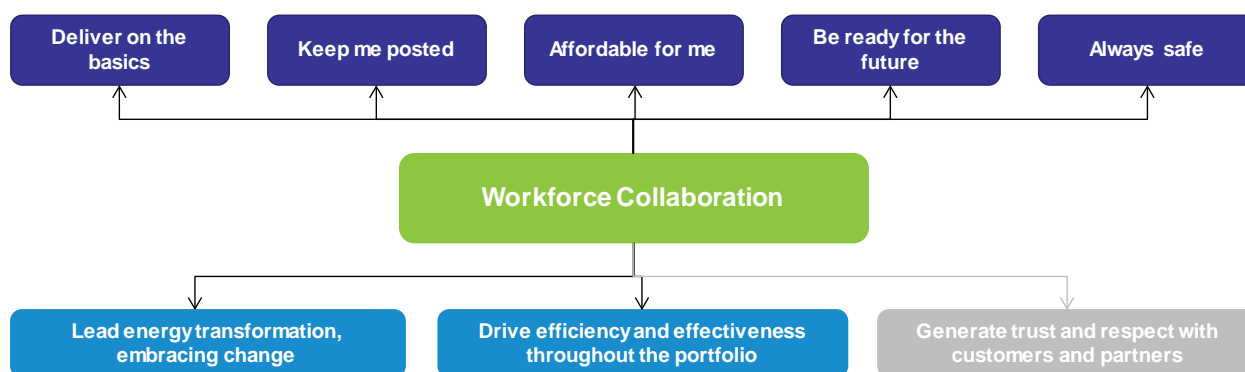 Deliver on the
basics
Keep me posted
Affordable for me
Be ready for the
future
Always safe
Workforce Collaboration
Lead energy transformation,
embracing change
Drive efficiency and effectiveness
throughout the portfolio
Generate trust and respect with
customers and partners